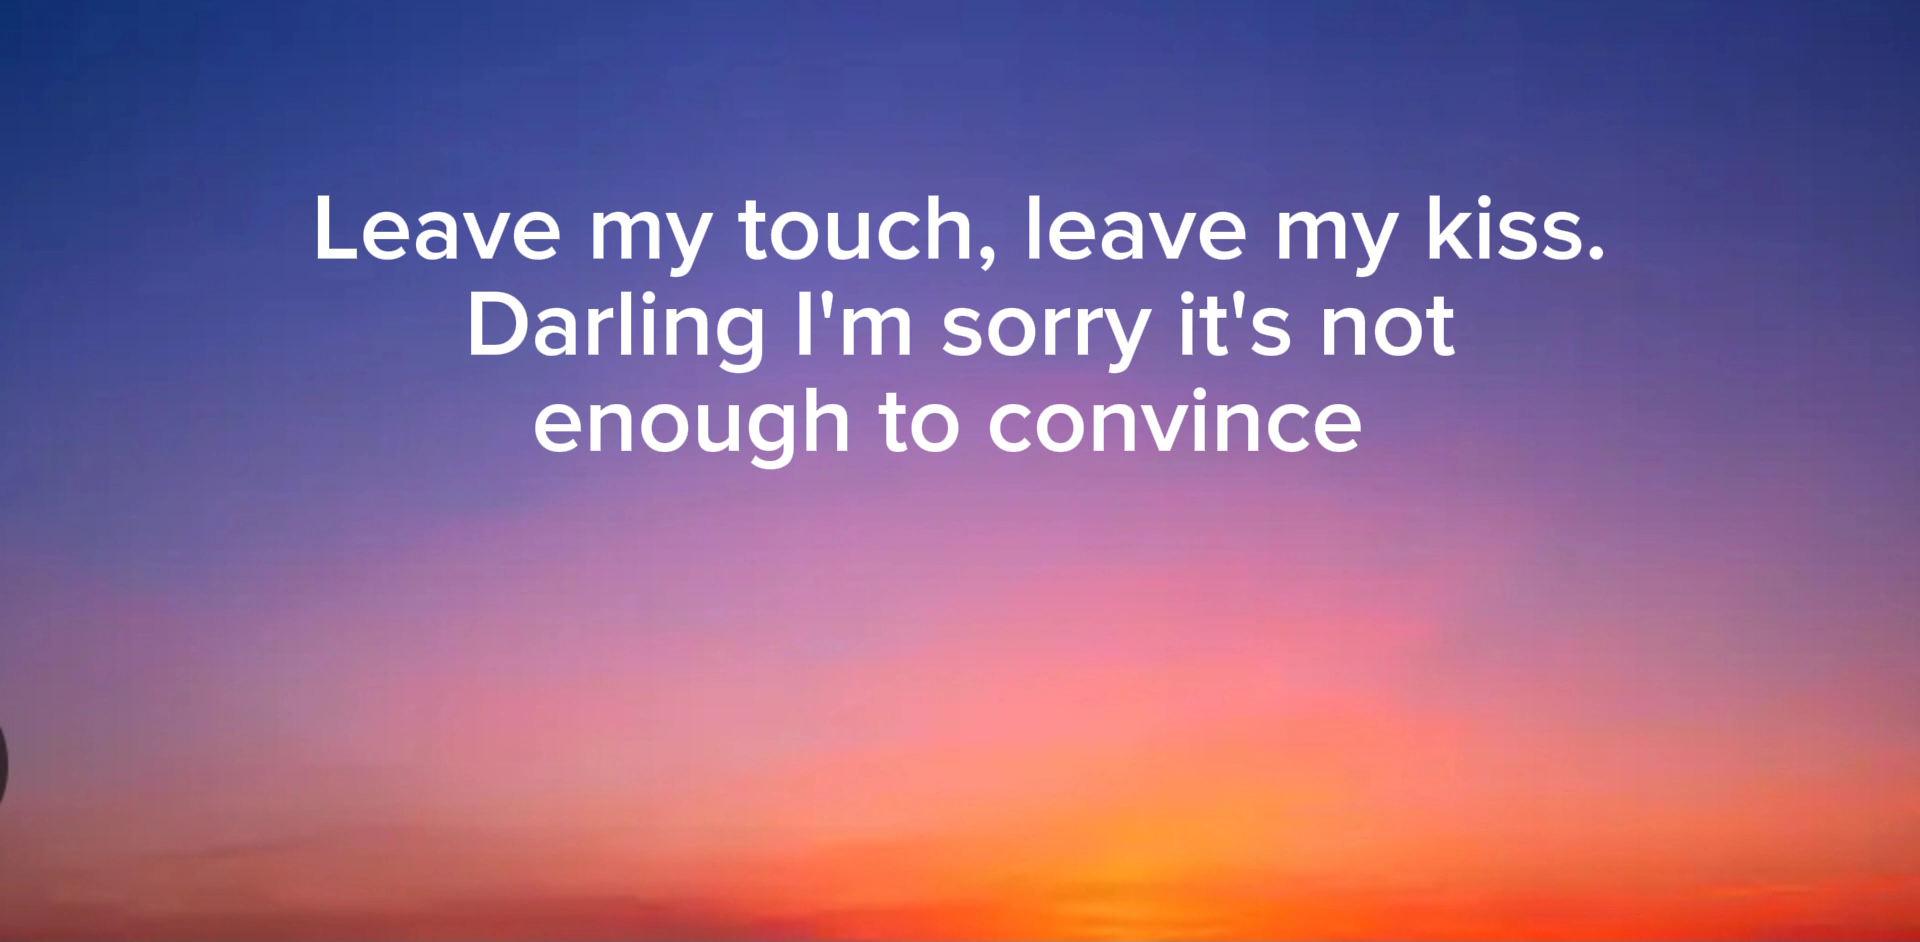 Leave my touch, leave my kiss.
Darling I'm sorry it's not
enough to convince